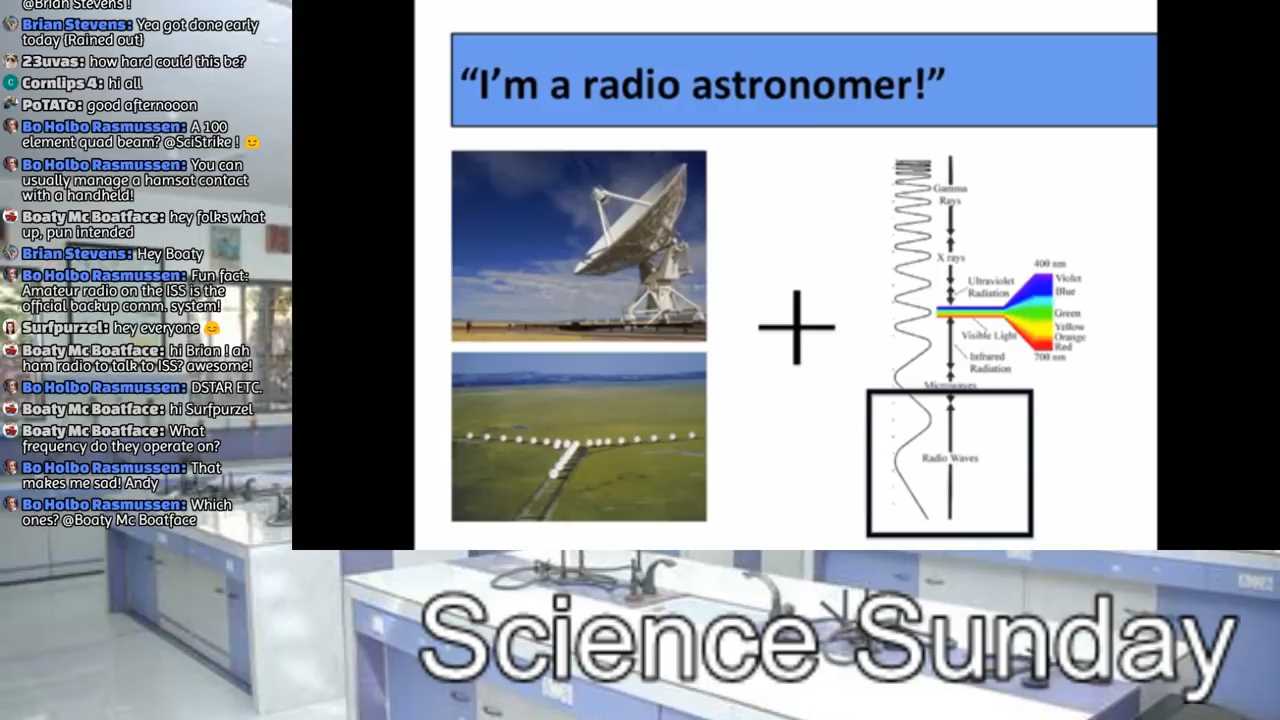 @Brian Stevens !
Brian Stevens: Yea got done early
today {Rained out}
23uvas: how hard could this be?
Cornlips4: hi all
PoTATo: good afternooon
Bo Holbo Rasmussen: A 100
element quad beam? @SciStrike ! 😊
Bo Holbo Rasmussen: You can
usually manage a hamsat contact
with a handheld!
Boaty Mc Boatface: hey folks what
up, pun intended
Brian Stevens: Hey Boaty
Bo Holbo Rasmussen: Fun fact:
Amateur radio on the ISS is the
official backup comm. system!
Surfpurzel: hey everyone 😊
Boaty Mc Boatface: hi Brian ! ah
ham radio to talk to ISS? awesome!
Bo Holbo Rasmussen: DSTAR ETC.
Boaty Mc Boatface: hi Surfpurzel
Boaty Mc Boatface: What
frequency do they operate on?
Bo Holbo Rasmussen: That
makes me sad! Andy
Bo Holbo Rasmussen: Which
ones? @Boaty Mc Boatface
“I’m a radio astronomer!”
Gamma
Rays
X rays
Ultraviolet
Radiation
Visible Light
Infrared
Radiation
Microwaves
Radio Waves
400 nm
Violet
Blue
Green
Yellow
Orange
Red
700 nm
Science Sunday